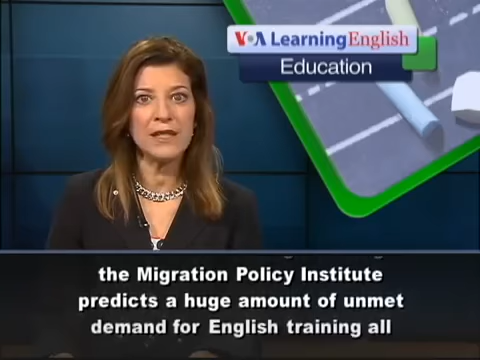 VOA Learning English
Education
the Migration Policy Institute
predicts a huge amount of unmet
demand for English training all